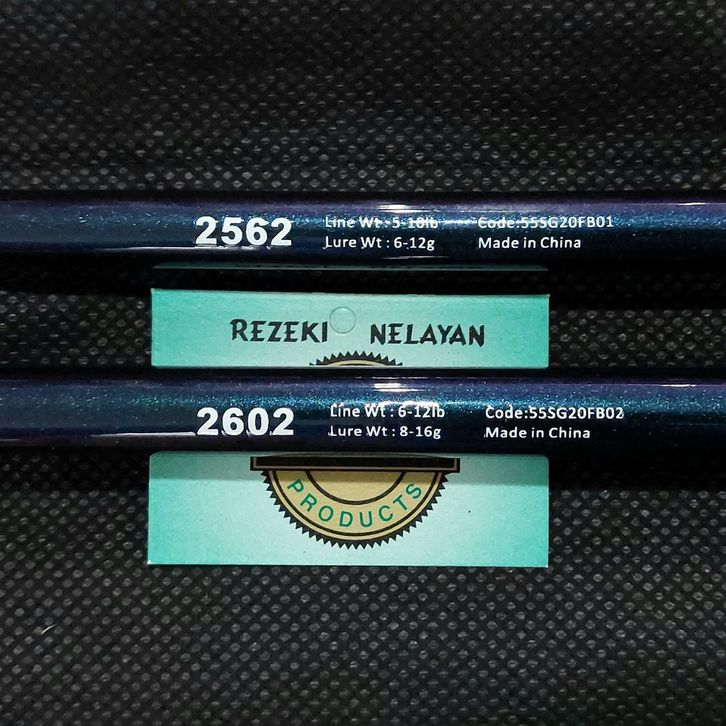 2562
Line Wt : 5-10lb
Lure Wt : 6-12g
Code:55SG20FB01
Made in China
REZEKI NELAYAN
2602
Line Wt : 6-12lb
Lure Wt : 8-16g
Code:55SG20FB02
Made in China
PRODUCTS